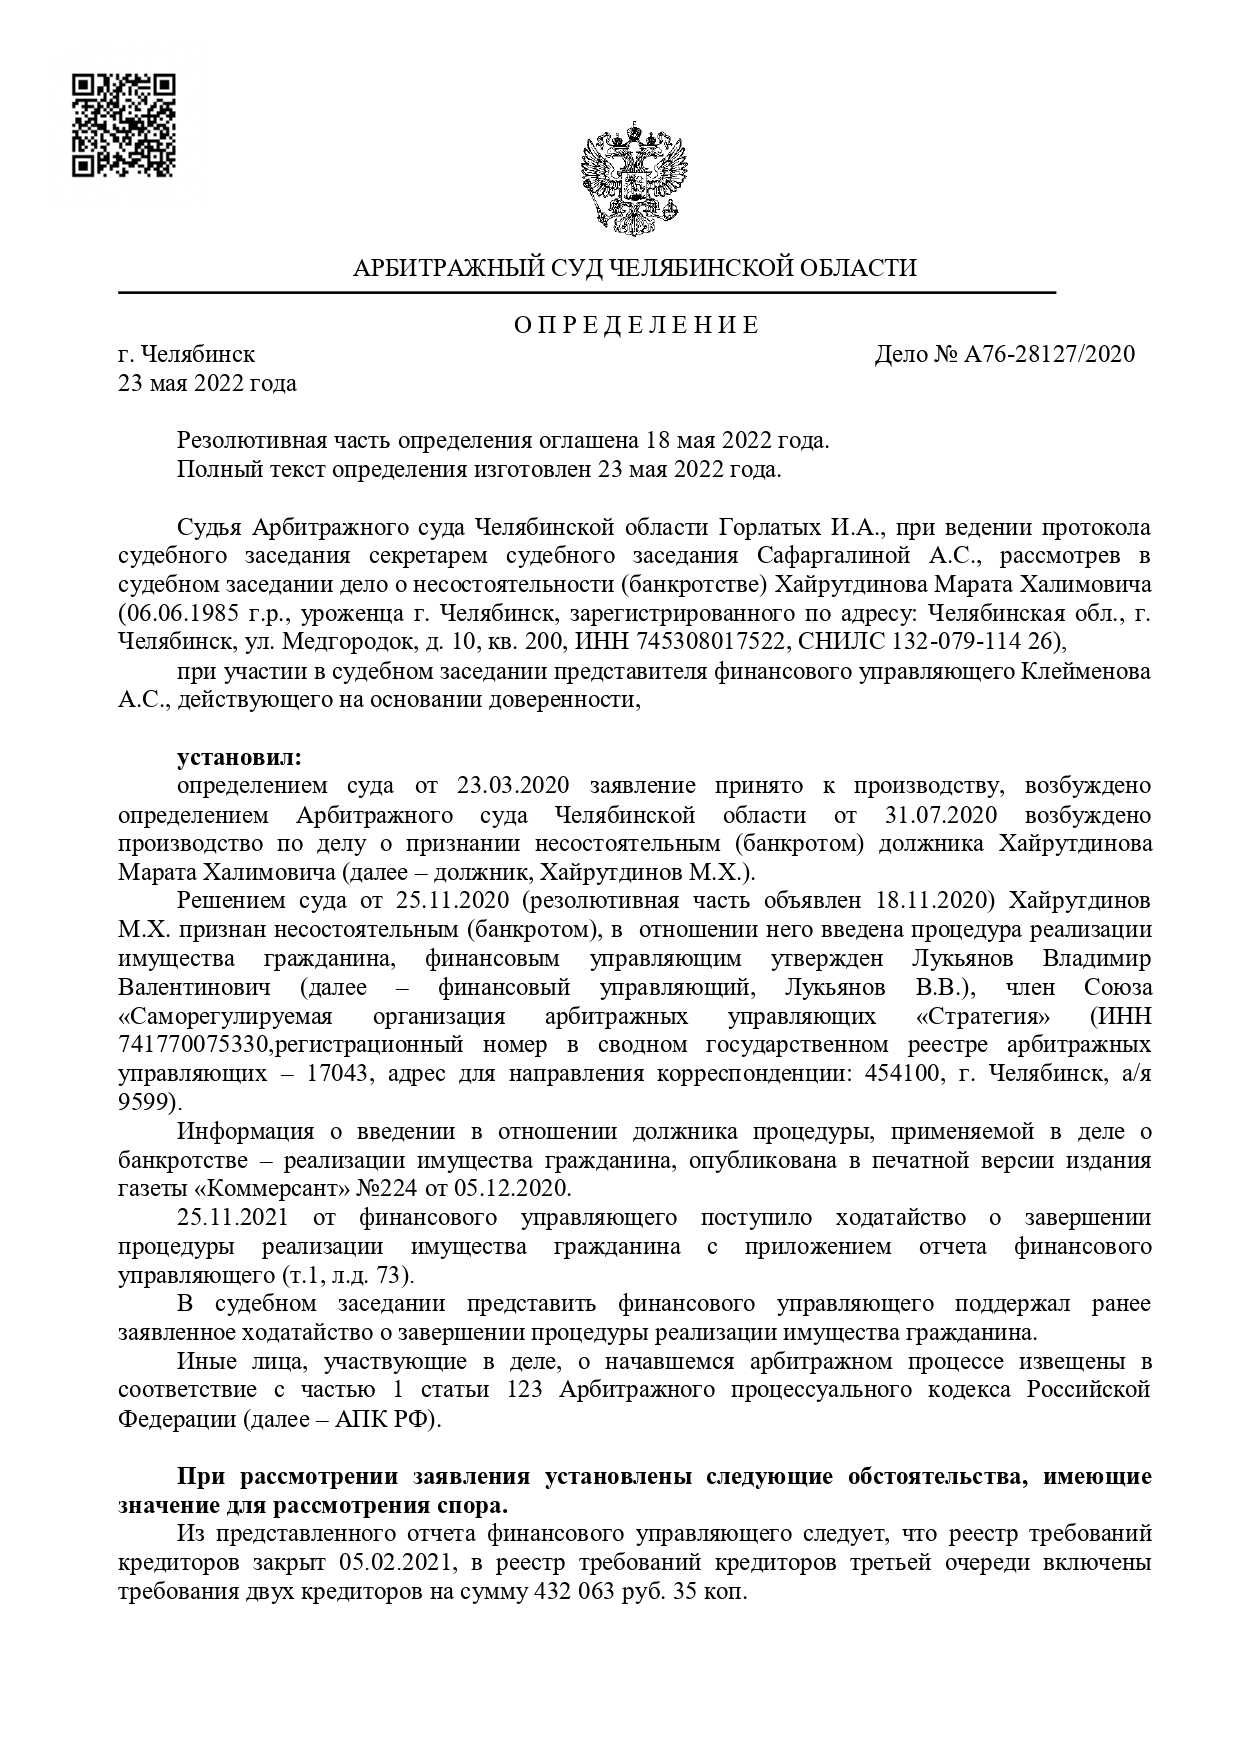 АРБИТРАЖНЫЙ СУД ЧЕЛЯБИНСКОЙ ОБЛАСТИ
О П Р Е Д Е Л Е Н И Е
г. Челябинск Дело № А76-28127/2020
23 мая 2022 года
Резолютивная часть определения оглашена 18 мая 2022 года.
Полный текст определения изготовлен 23 мая 2022 года.
Судья Арбитражного суда Челябинской области Горлатых И.А., при ведении протокола
судебного заседания секретарем судебного заседания Сафаргалиной А.С., рассмотрев в
судебном заседании дело о несостоятельности (банкротстве) Хайрутдинова Марата Халимовича
(06.06.1985 г.р., уроженца г. Челябинск, зарегистрированного по адресу: Челябинская обл., г.
Челябинск, ул. Медгородок, д. 10, кв. 200, ИНН 745308017522, СНИЛС 132-079-114 26),
при участии в судебном заседании представителя финансового управляющего Клейменова
А.С., действующего на основании доверенности,
установил:
определением суда от 23.03.2020 заявление принято к производству, возбуждено
определением Арбитражного суда Челябинской области от 31.07.2020 возбуждено
производство по делу о признании несостоятельным (банкротом) должника Хайрутдинова
Марата Халимовича (далее – должник, Хайрутдинов М.Х.).
Решением суда от 25.11.2020 (резолютивная часть объявлен 18.11.2020) Хайрутдинов
М.Х. признан несостоятельным (банкротом), в отношении него введена процедура реализации
имущества гражданина, финансовым управляющим утвержден Лукьянов Владимир
Валентинович (далее – финансовый управляющий, Лукьянов В.В.), член Союза
«Саморегулируемая организация арбитражных управляющих «Стратегия» (ИНН
741770075330,регистрационный номер в сводном государственном реестре арбитражных
управляющих – 17043, адрес для направления корреспонденции: 454100, г. Челябинск, а/я
9599).
Информация о введении в отношении должника процедуры, применяемой в деле о
банкротстве – реализации имущества гражданина, опубликована в печатной версии издания
газеты «Коммерсант» №224 от 05.12.2020.
25.11.2021 от финансового управляющего поступило ходатайство о завершении
процедуры реализации имущества гражданина с приложением отчета финансового
управляющего (т.1, л.д. 73).
В судебном заседании представить финансового управляющего поддержал ранее
заявленное ходатайство о завершении процедуры реализации имущества гражданина.
Иные лица, участвующие в деле, о начавшемся арбитражном процессе извещены в
соответствие с частью 1 статьи 123 Арбитражного процессуального кодекса Российской
Федерации (далее – АПК РФ).
При рассмотрении заявления установлены следующие обстоятельства, имеющие
значение для рассмотрения спора.
Из представленного отчета финансового управляющего следует, что реестр требований
кредиторов закрыт 05.02.2021, в реестр требований кредиторов третьей очереди включены
требования двух кредиторов на сумму 432 063 руб. 35 коп.